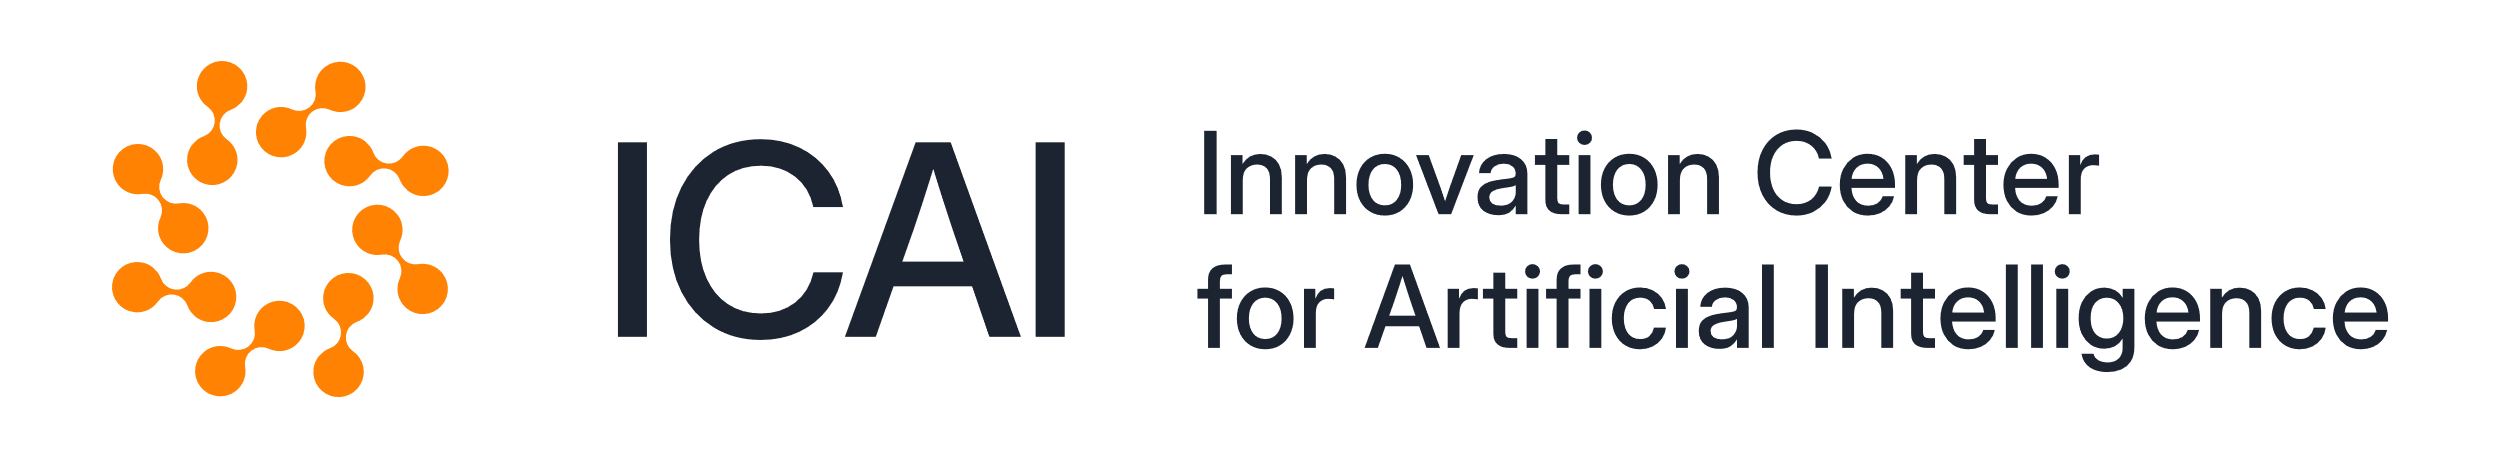 ICAI
Innovation Center
for Artificial Intelligence